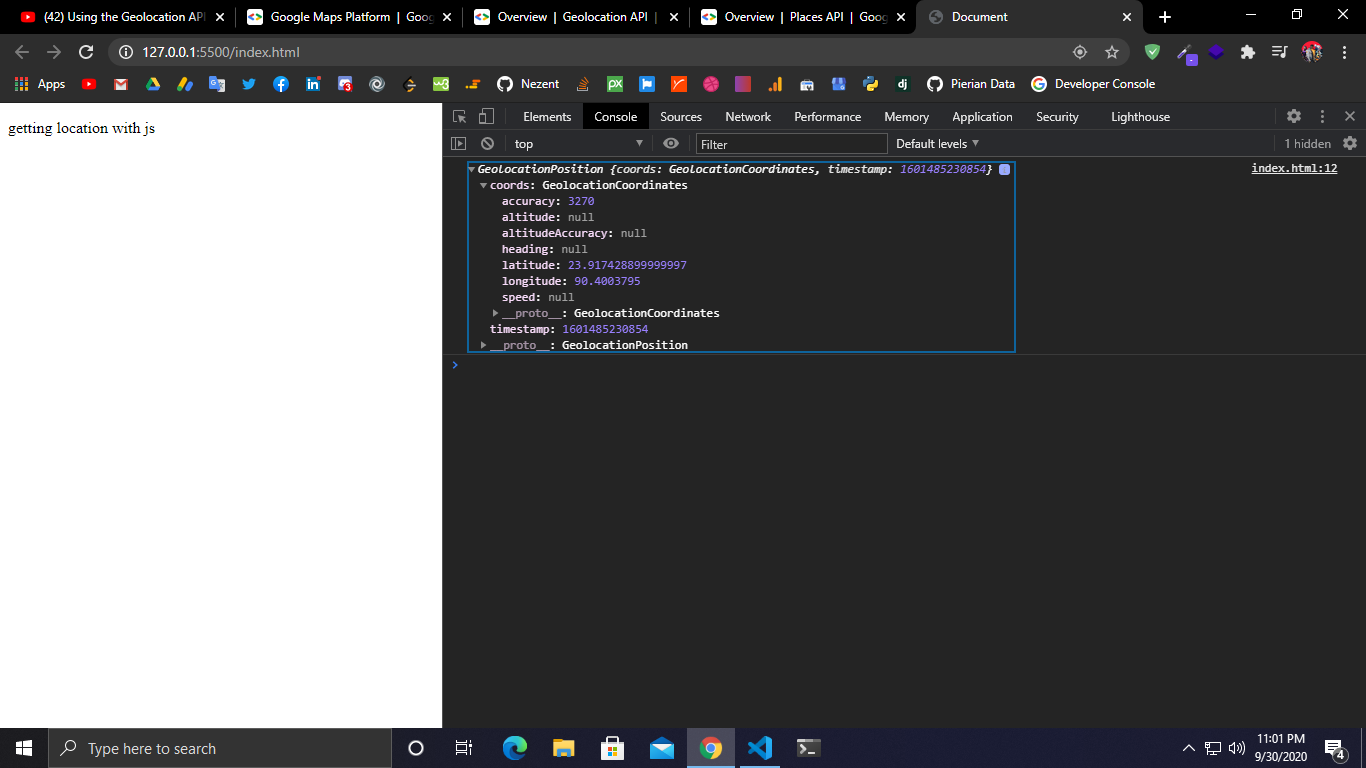 (42) Using the Geolocation API
Google Maps Platform | Goog
Overview | Geolocation API |
Overview | Places API | Goog
Document
127.0.0.1:5500/index.html
Apps
Nezent
Pierian Data
Developer Console
getting location with js
Elements Console Sources Network Performance Memory Application Security Lighthouse
top
Filter
Default levels
1 hidden
GeolocationPosition {coords: GeolocationCoordinates, timestamp: 1601485230854}
index.html:12
coords: GeolocationCoordinates
accuracy: 3270
altitude: null
altitudeAccuracy: null
heading: null
latitude: 23.917428899999997
longitude: 90.4003795
speed: null
__proto__: GeolocationCoordinates
timestamp: 1601485230854
__proto__: GeolocationPosition
Type here to search
11:01 PM
9/30/2020
4